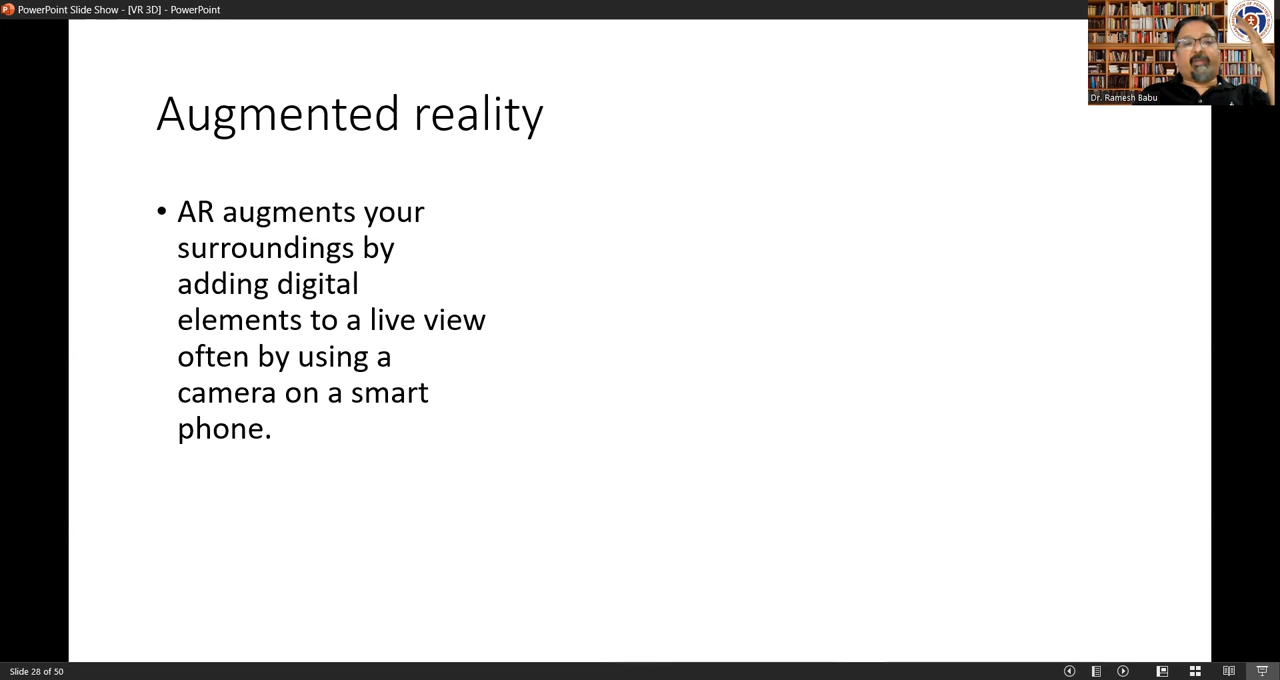 PowerPoint Slide Show - [VR 3D] - PowerPoint
Dr. Ramesh Babu
Augmented reality
• AR augments your
surroundings by
adding digital
elements to a live view
often by using a
camera on a smart
phone.
Slide 28 of 50